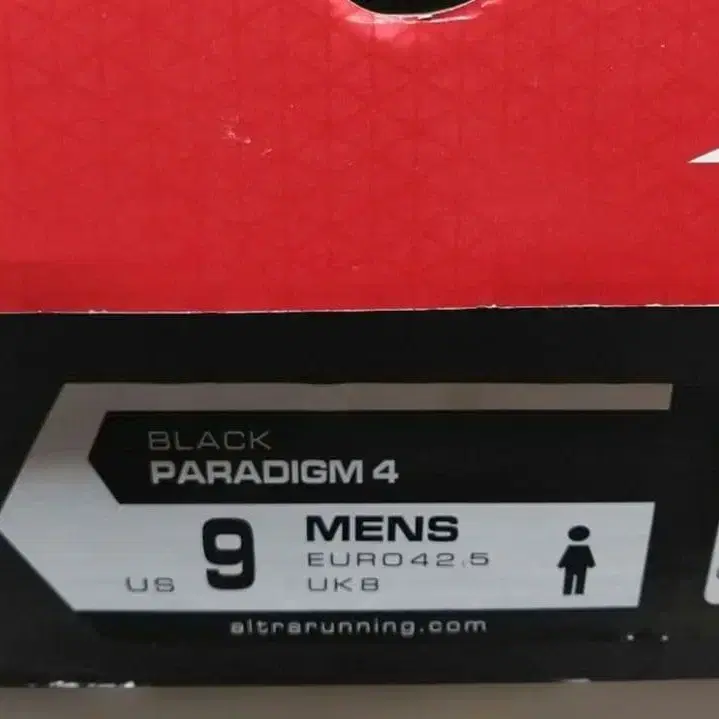 BLACK
PARADIGM 4
US 9
MENS
EURO 42.5
UK 8
altrarunning.com